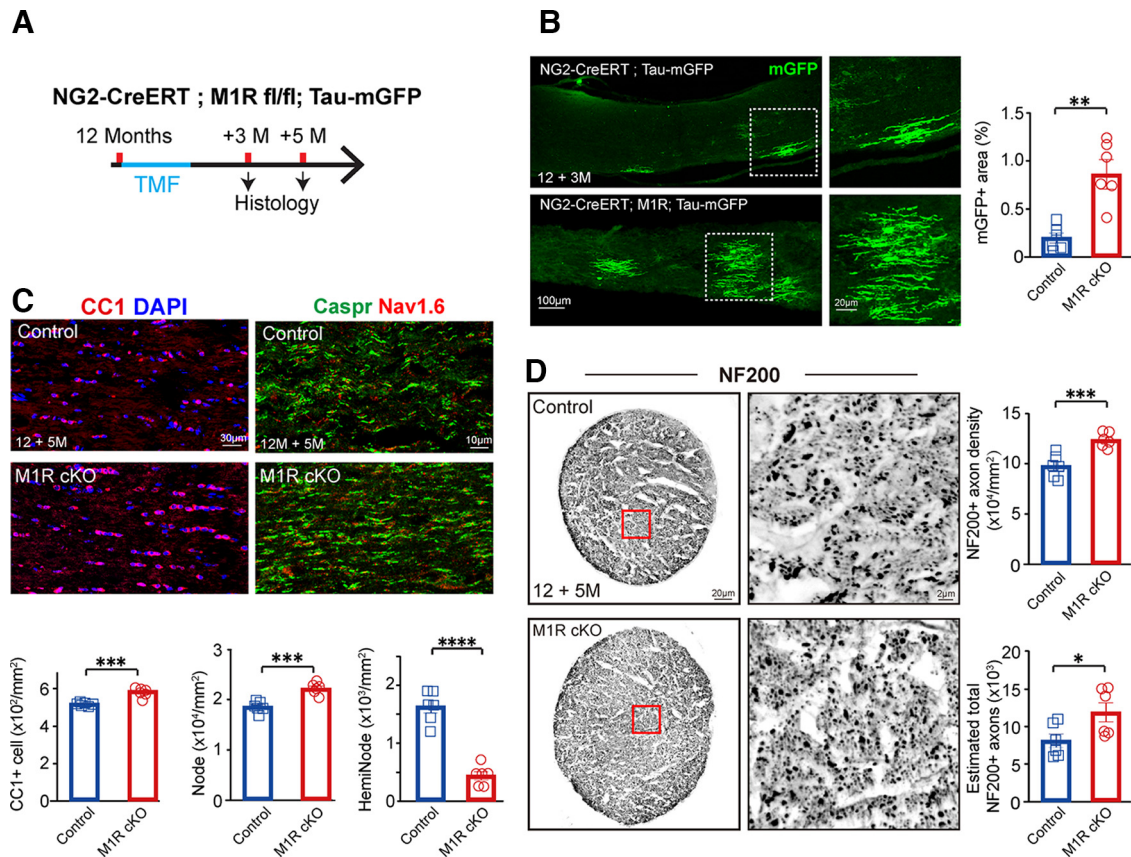 A
NG2-CreERT ; M1R fl/fl; Tau-mGFP
12 Months +3 M +5 M
TMF
Histology
B
NG2-CreERT ; Tau-mGFP mGFP
12 + 3M
NG2-CreERT; M1R; Tau-mGFP
100μm
20μm
**
mGFP+ area (%)
1.5
1.0
0.5
0
Control
M1R cKO
C
CC1 DAPI
Caspr Nav1.6
Control
12 + 5M
30μm
Control
12M + 5M
10μm
M1R cKO
M1R cKO
***
CC1+ cell (x10²/mm²)
6
4
2
0
Control
M1R cKO
***
Node (x10⁴/mm²)
3
2
1
0
Control
M1R cKO
****
HemiNode (x10³/mm²)
2
1
0
Control
M1R cKO
D
NF200
Control
12 + 5M
20μm
2μm
M1R cKO
***
NF200+ axon density
(x10⁴/mm²)
15
10
5
0
Control
M1R cKO
*
Estimated total
NF200+ axons (x10³)
20
15
10
5
0
Control
M1R cKO